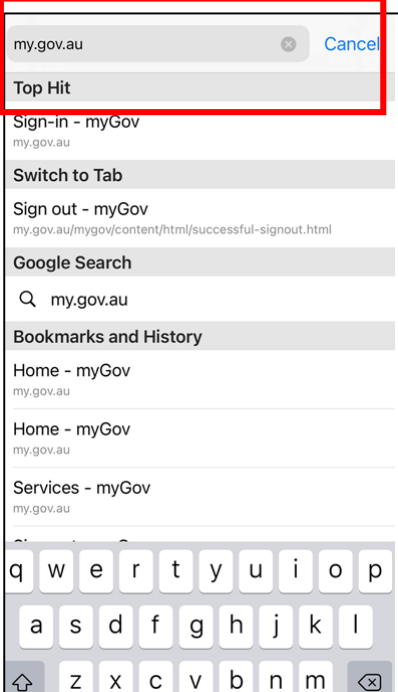 my.gov.au Cancel
Top Hit
Sign-in - myGov
my.gov.au
Switch to Tab
Sign out - myGov
my.gov.au/mygov/content/html/successful-signout.html
Google Search
my.gov.au
Bookmarks and History
Home - myGov
my.gov.au
Home - myGov
my.gov.au
Services - myGov
my.gov.au
q w e r t y u i o p
a s d f g h j k l
z x c v b n m